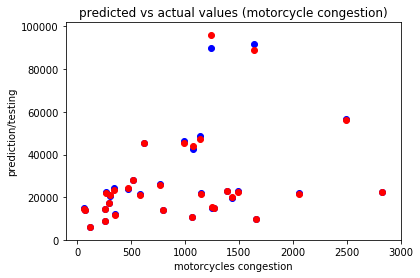 predicted vs actual values (motorcycle congestion)
100000
80000
60000
40000
20000
0
prediction/testing
0 500 1000 1500 2000 2500 3000
motorcycles congestion